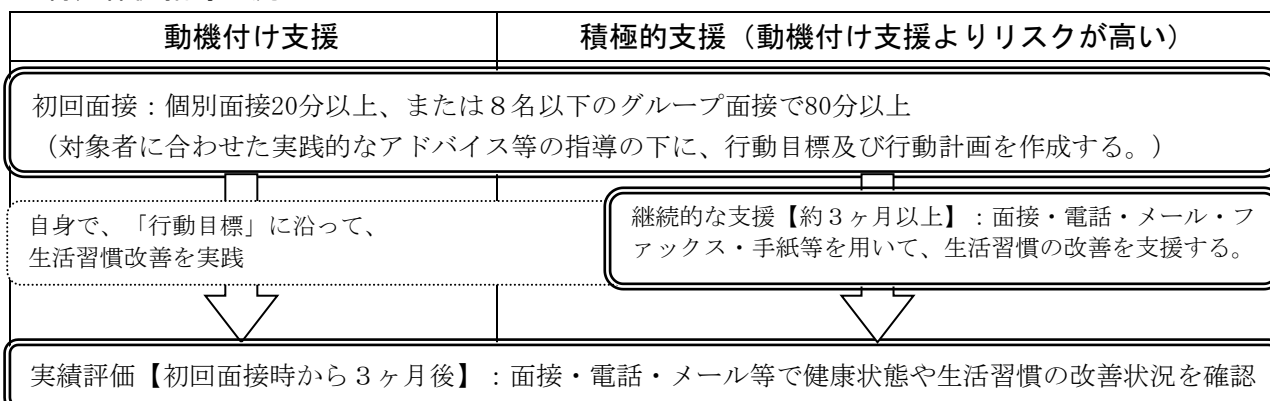 動機付け支援
積極的支援(動機付け支援よりリスクが高い)
初回面接:個別面接20分以上、または8名以下のグループ面接で80分以上
(対象者に合わせた実践的なアドバイス等の指導の下に、行動目標及び行動計画を作成する。)
自身で、「行動目標」に沿って、
生活習慣改善を実践
継続的な支援【約3ヶ月以上】:面接・電話・メール・フ
ァックス・手紙等を用いて、生活習慣の改善を支援する。
実績評価【初回面接時から3ヶ月後】:面接・電話・メール等で健康状態や生活習慣の改善状況を確認